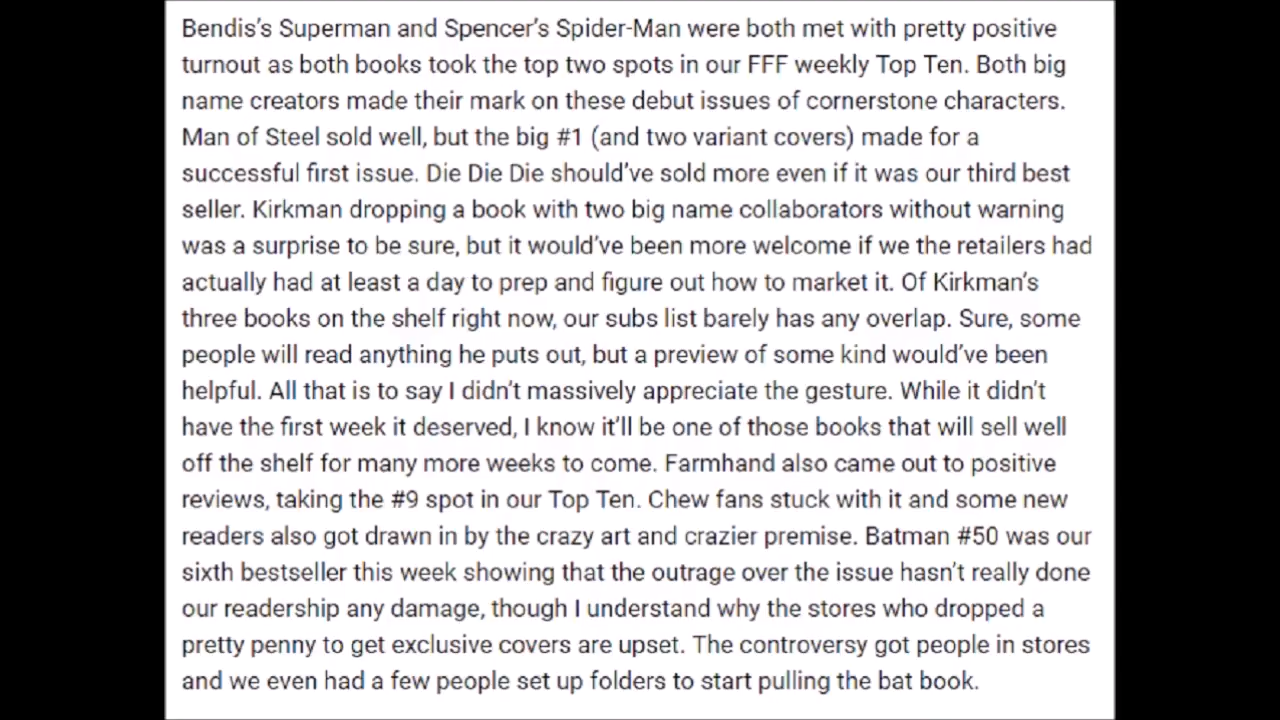 Bendis's Superman and Spencer's Spider-Man were both met with pretty positive
turnout as both books took the top two spots in our FFF weekly Top Ten. Both big
name creators made their mark on these debut issues of cornerstone characters.
Man of Steel sold well, but the big #1 (and two variant covers) made for a
successful first issue. Die Die Die should've sold more even if it was our third best
seller. Kirkman dropping a book with two big name collaborators without warning
was a surprise to be sure, but it would've been more welcome if we the retailers had
actually had at least a day to prep and figure out how to market it. Of Kirkman's
three books on the shelf right now, our subs list barely has any overlap. Sure, some
people will read anything he puts out, but a preview of some kind would've been
helpful. All that is to say I didn't massively appreciate the gesture. While it didn't
have the first week it deserved, I know it'll be one of those books that will sell well
off the shelf for many more weeks to come. Farmhand also came out to positive
reviews, taking the #9 spot in our Top Ten. Chew fans stuck with it and some new
readers also got drawn in by the crazy art and crazier premise. Batman #50 was our
sixth bestseller this week showing that the outrage over the issue hasn't really done
our readership any damage, though I understand why the stores who dropped a
pretty penny to get exclusive covers are upset. The controversy got people in stores
and we even had a few people set up folders to start pulling the bat book.